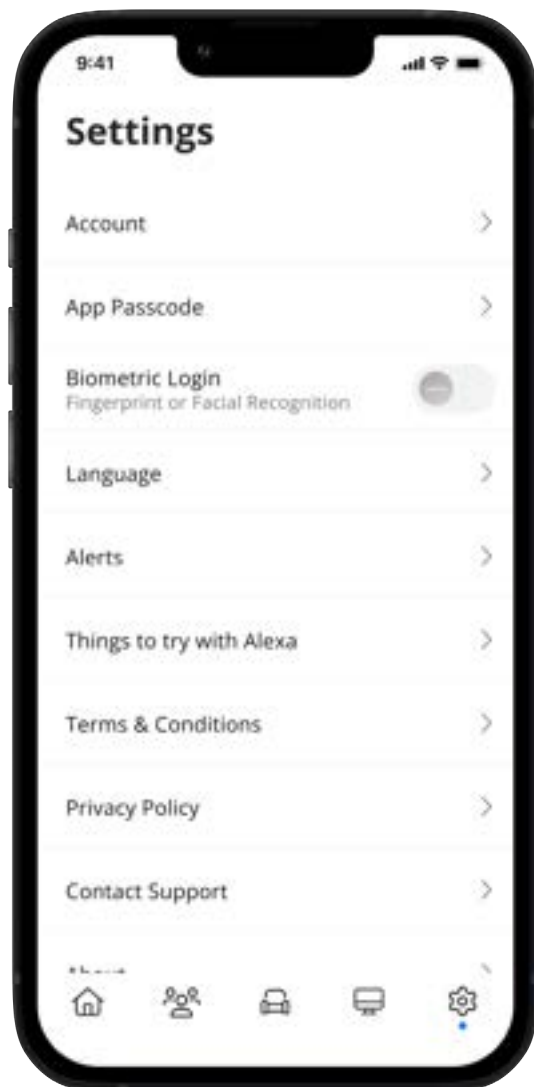 9:41
Settings
Account
App Passcode
Biometric Login
Fingerprint or Facial Recognition
Language
Alerts
Things to try with Alexa
Terms & Conditions
Privacy Policy
Contact Support
About